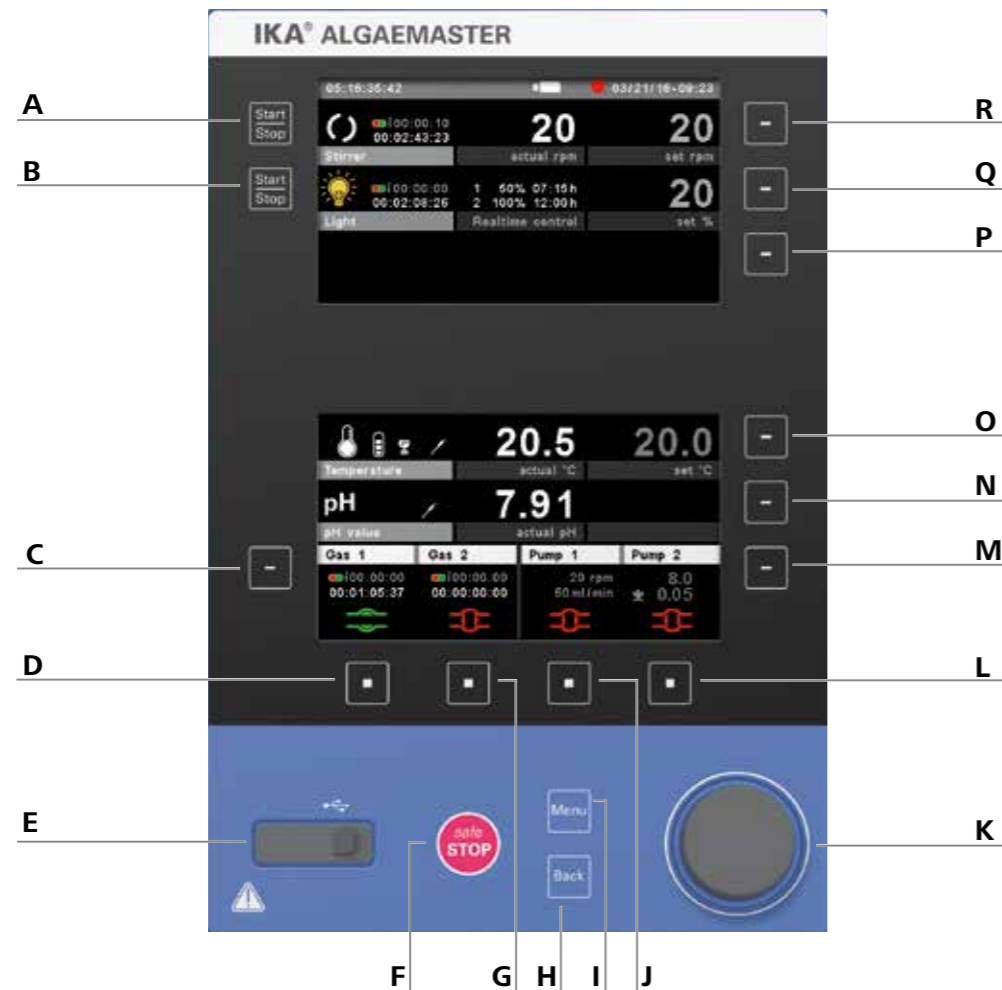 IKA® ALGAEMASTER
05:16:35:42 03/21/16-09:23
A
Start
Stop
00:00:10
00:02:43:23
20
20
R
Stirrer
actual rpm
set rpm
B
Start
Stop
00:00:00
00:02:08:26
1 50% 07:15h
2 100% 12:00h
20
Q
Light
Realtime control
set %
P
20.5
20.0
O
Temperature
actual °C
set °C
pH
7.91
N
pH value
actual pH
C
Gas 1
Gas 2
Pump 1
Pump 2
M
00:00:00
00:00:00
20 rpm
8.0
00:01:05:37
00:00:00:00
50 ml/min
0.05
D
L
E
safe
STOP
Menu
Back
K
F
G
H
I
J